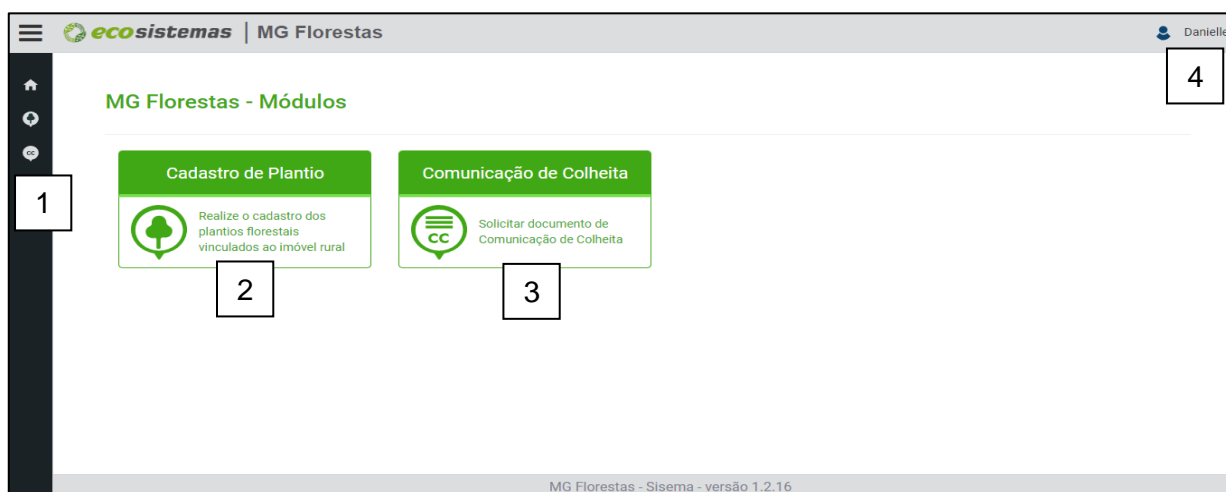 ecosistemas | MG Florestas
Danielle
4
MG Florestas - Módulos
Cadastro de Plantio
Comunicação de Colheita
cc
1
Realize o cadastro dos
plantios florestais
vinculados ao imóvel rural
CC
Solicitar documento de
Comunicação de Colheita
2
3
MG Florestas - Sisema - versão 1.2.16